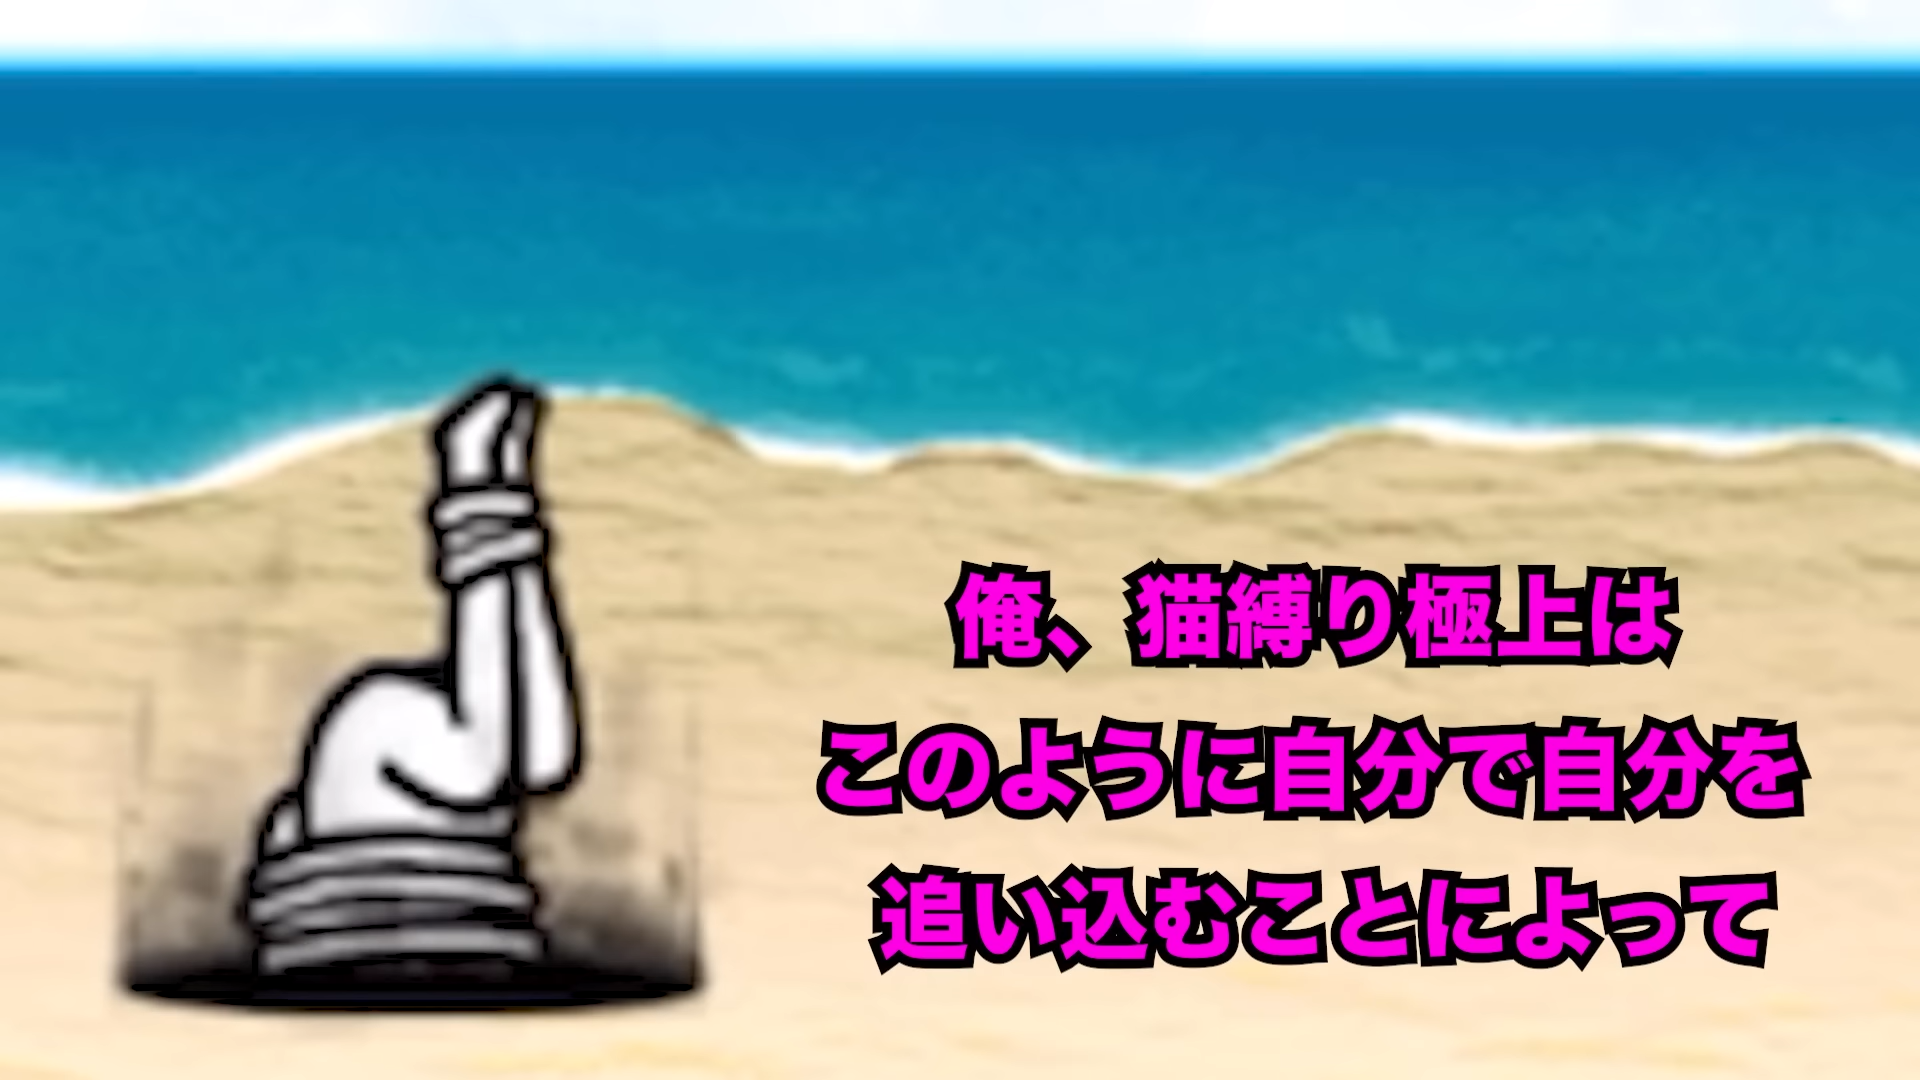 俺、猫縛り極上は
このように自分で自分を
追い込むことによって